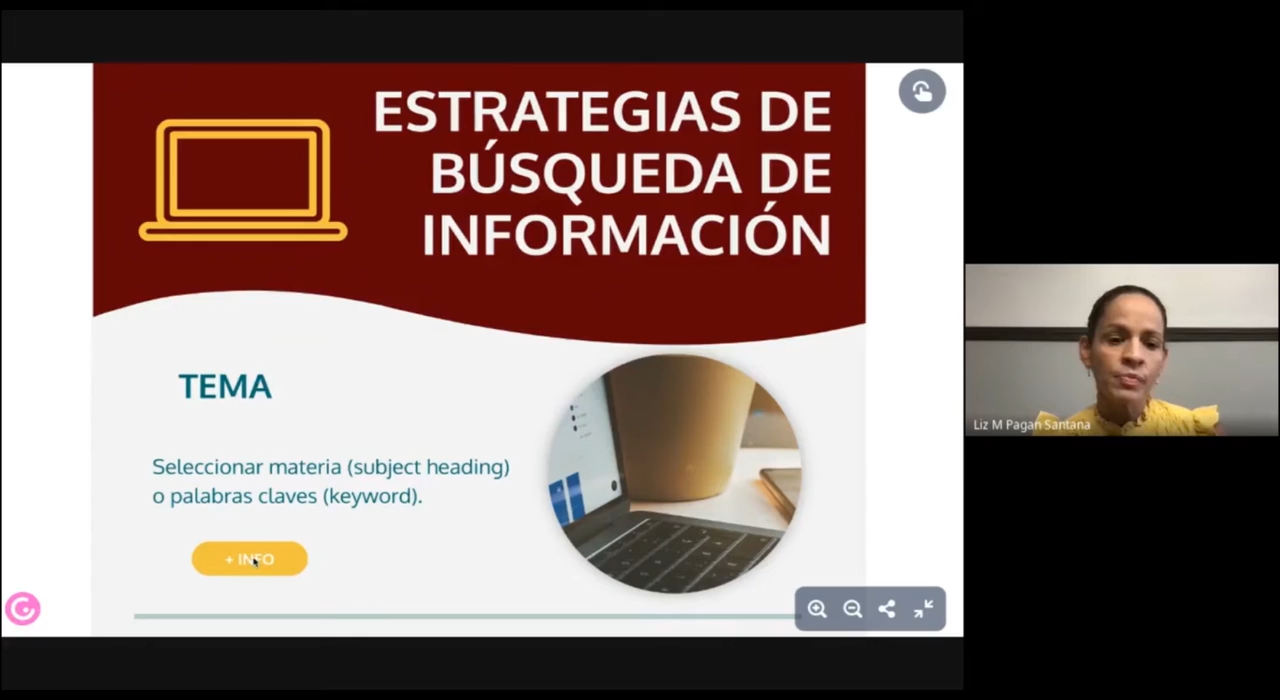 ESTRATEGIAS DE
BÚSQUEDA DE
INFORMACIÓN
TEMA
Seleccionar materia (subject heading)
o palabras claves (keyword).
+ INFO
Liz M Pagan Santana